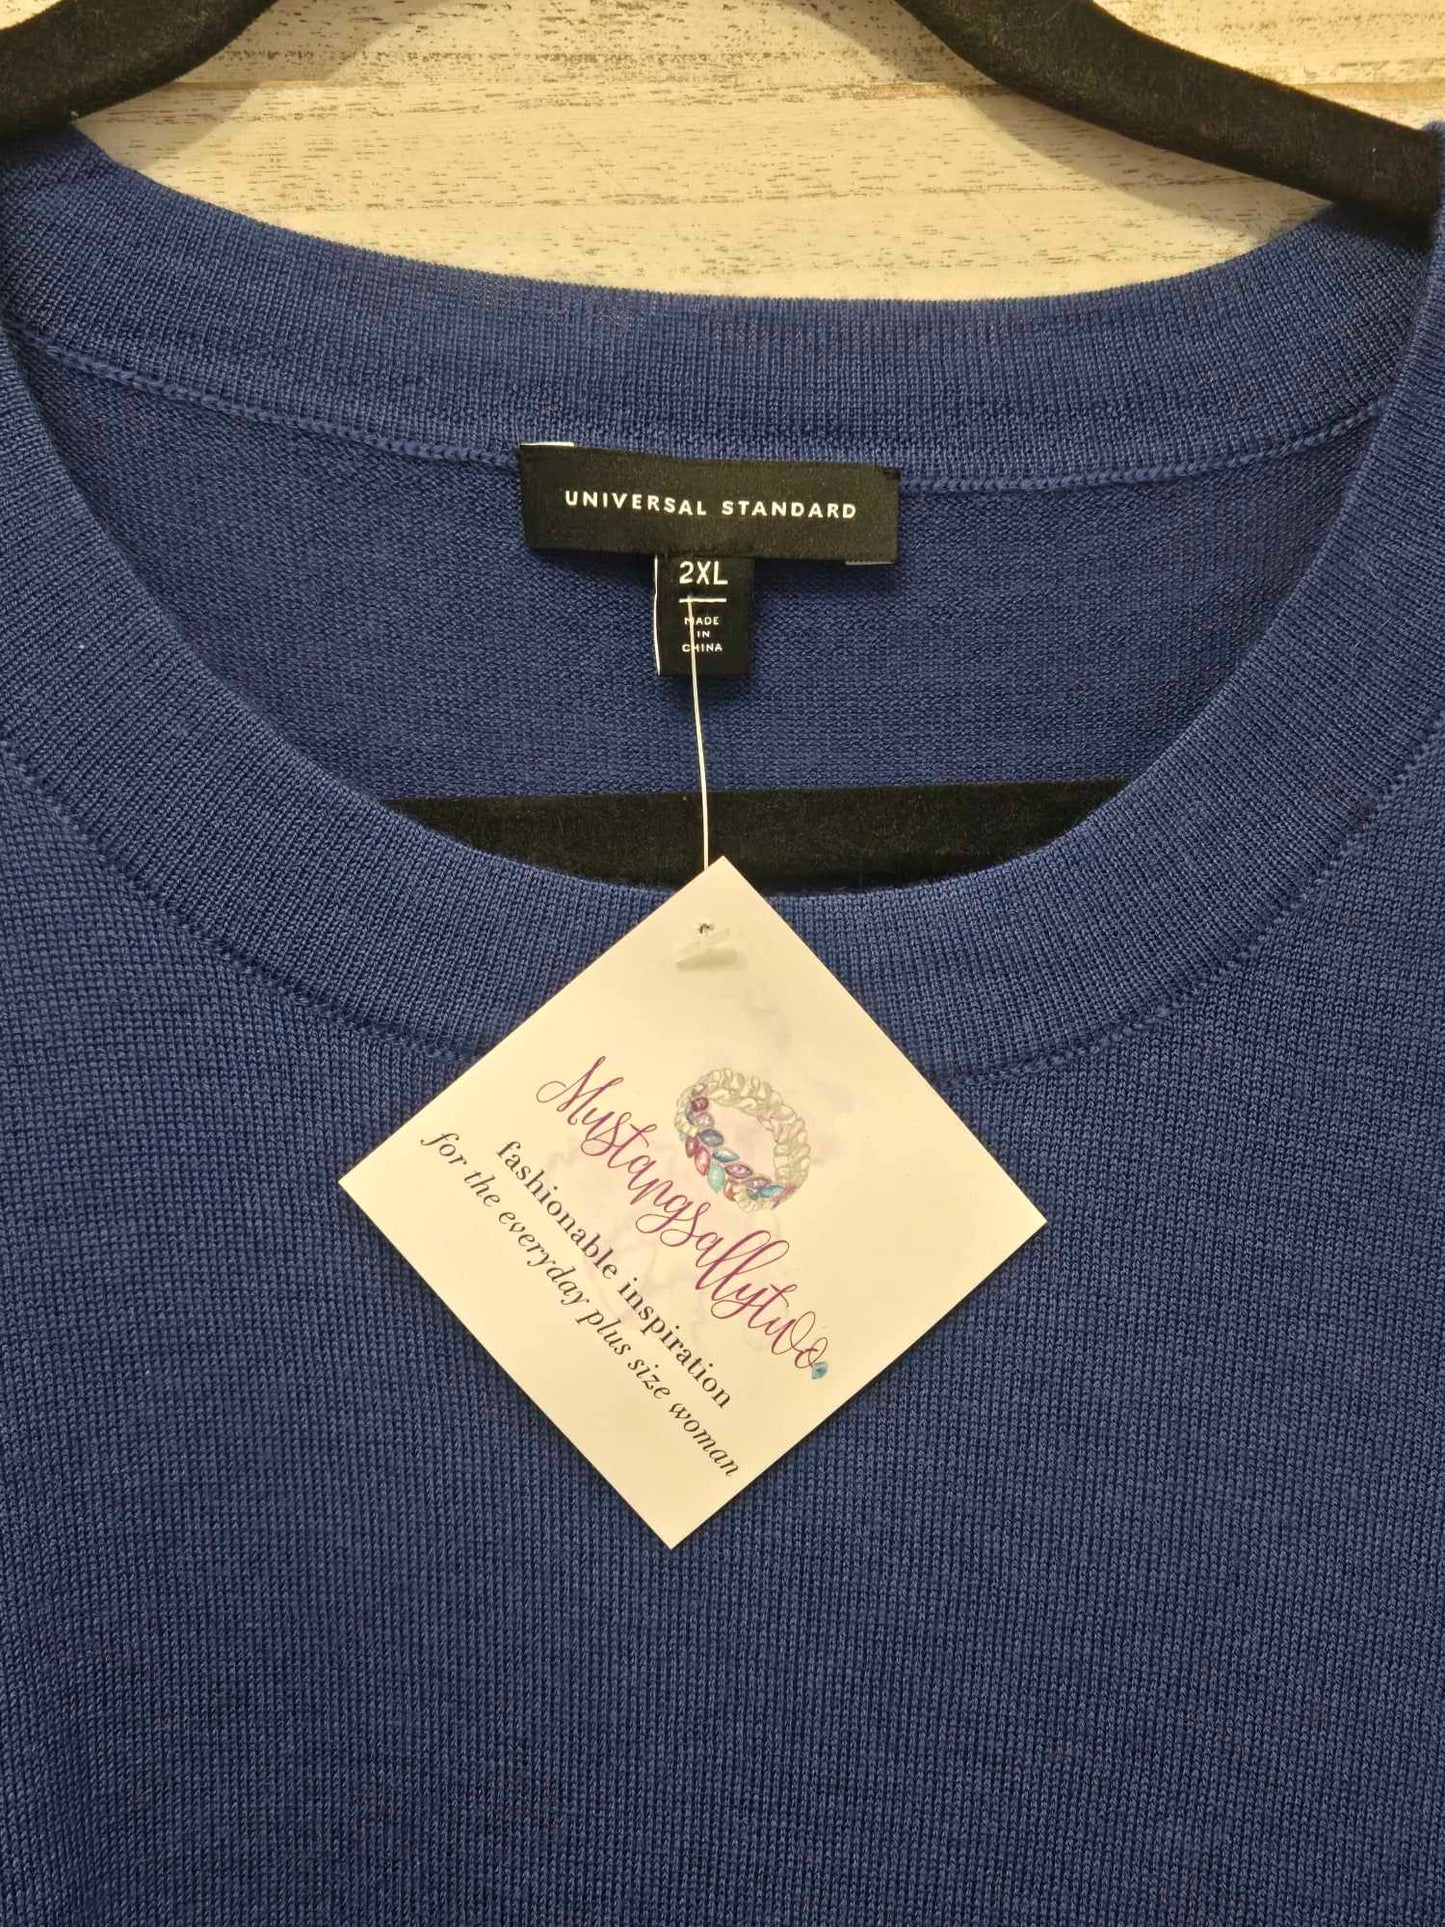 UNIVERSAL STANDARD
2XL
MADE
IN
CHINA
Mustangsallytwo
fashionable inspiration
for the everyday plus size woman